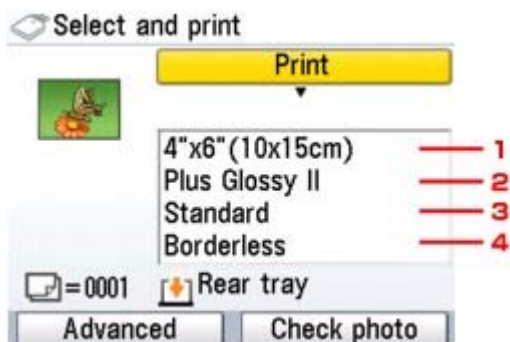 Select and print
Print
4"x6"(10x15cm) 1
Plus Glossy II 2
Standard 3
Borderless 4
=0001 Rear tray
Advanced Check photo